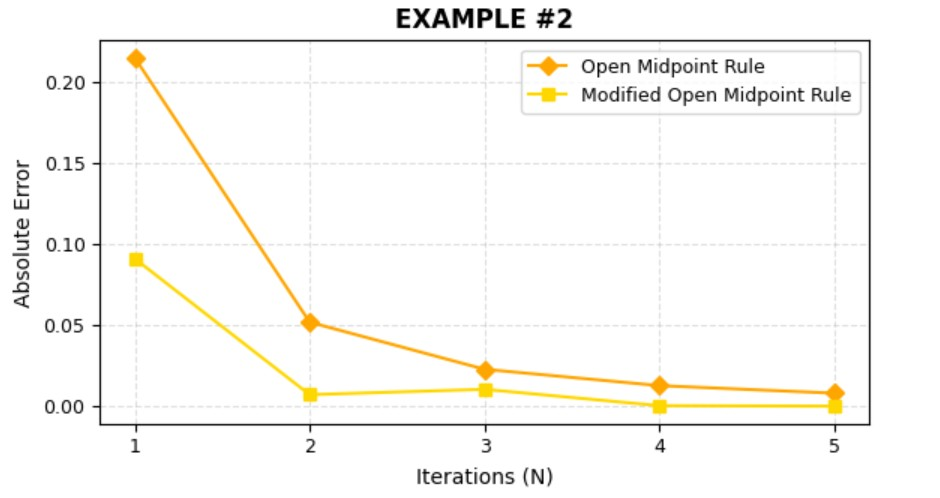 EXAMPLE #2
Open Midpoint Rule
Modified Open Midpoint Rule
Absolute Error
0.20
0.15
0.10
0.05
0.00
1 2 3 4 5
Iterations (N)